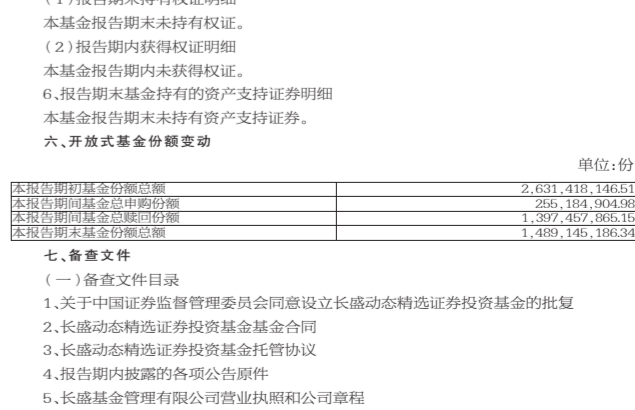 (1)报告期末持有权证明细
本基金报告期末未持有权证。
(2)报告期内获得权证明细
本基金报告期内未获得权证。
6、报告期末基金持有的资产支持证券明细
本基金报告期末未持有资产支持证券。
六、开放式基金份额变动
单位:份
本报告期初基金份额总额 2,631,418,146.51
本报告期间基金总申购份额 255,184,904.98
本报告期间基金总赎回份额 1,397,457,865.15
本报告期末基金份额总额 1,489,145,186.34
七、备查文件
(一)备查文件目录
1、关于中国证券监督管理委员会同意设立长盛动态精选证券投资基金的批复
2、长盛动态精选证券投资基金基金合同
3、长盛动态精选证券投资基金托管协议
4、报告期内披露的各项公告原件
5、长盛基金管理有限公司营业执照和公司章程